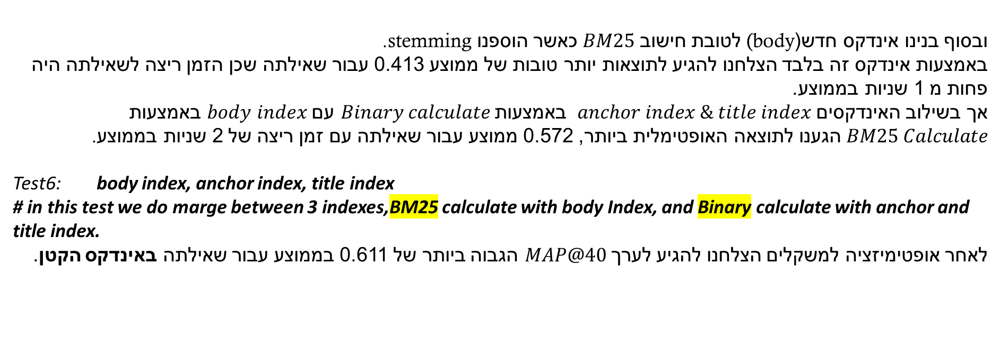 ובסוף בנינו אינדקס חדש(body) לטובת חישוב BM25 כאשר הוספנו stemming.
באמצעות אינדקס זה בלבד הצלחנו להגיע לתוצאות יותר טובות של ממוצע 0.413 עבור שאילתה שכן הזמן ריצה לשאילתה היה
פחות מ 1 שניות בממוצע.
אך בשילוב האינדקסים anchor index & title index באמצעות Binary calculate עם body index באמצעות
BM25 Calculate הגענו לתוצאה האופטימלית ביותר, 0.572 ממוצע עבור שאילתה עם זמן ריצה של 2 שניות בממוצע.
Test6: body index, anchor index, title index
# in this test we do marge between 3 indexes,BM25 calculate with body Index, and Binary calculate with anchor and
title index.
לאחר אופטימיזציה למשקלים הצלחנו להגיע לערך MAP@40 הגבוה ביותר של 0.611 בממוצע עבור שאילתה באינדקס הקטן.